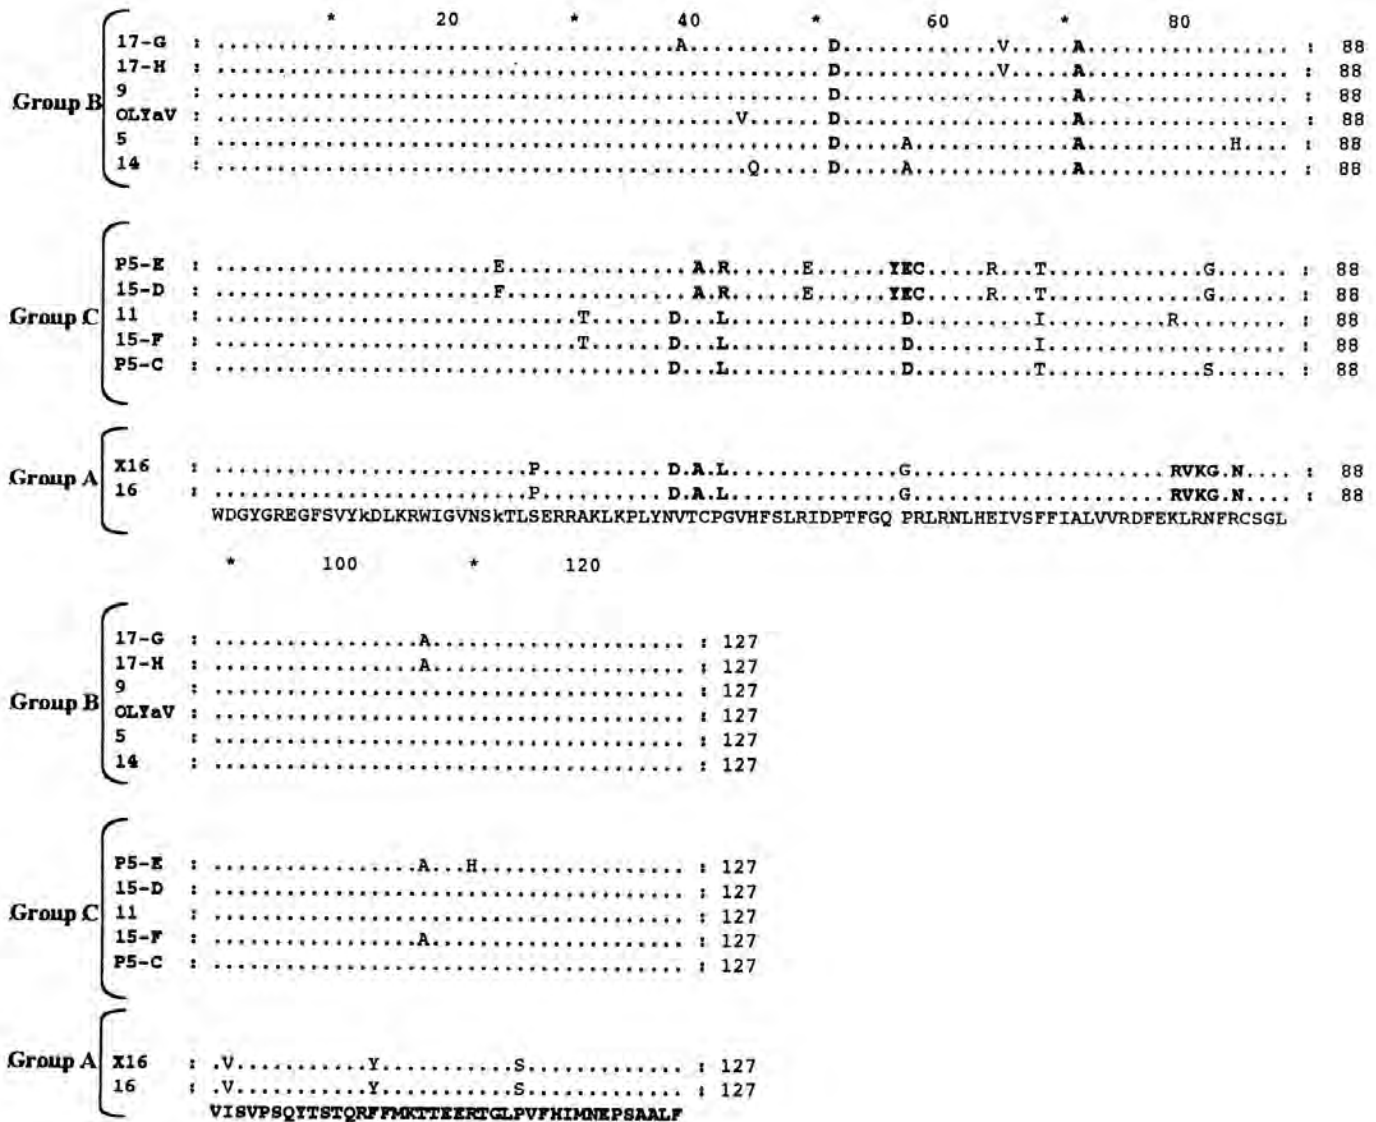 * 20 * 40 * 60 * 80
17-G : ......................................A...........D.............V.....A................. : 88
17-H : ..................................................D.............V.....A................. : 88
9 : ..................................................D...................A................. : 88
Group B
OLYaV : ...........................................V......D...................A................. : 88
5 : ..................................................D.....A.............A............H.... : 88
14 : ............................................Q.....D.....A.............A................. : 88
P5-E : .......................E...............A.R......E......YEC.....R...T.............G...... : 88
15-D : .......................F...............A.R......E......YEC.....R...T.............G...... : 88
Group C 11 : ..............................T......D...L..............D..........I..........R......... : 88
15-F : ..............................T......D...L..............D..........I.................... : 88
P5-C : .....................................D...L..............D..........T.............S...... : 88
Group A X16 : ..........................P..........D.A.L..............G.....................RVKG.N.... : 88
16 : ..........................P..........D.A.L..............G.....................RVKG.N.... : 88
WDGYGREGFSVYkDLKRWIGVNSkTLSERRAKLKPLYNVTCPGVHFSLRIDPTFGQ PRLRNLHEIVSFFIALVVRDFEKLRNFRCSGL
* 100 * 120
17-G : .................A..................... : 127
17-H : .................A..................... : 127
9 : ....................................... : 127
Group B
OLYaV : ....................................... : 127
5 : ....................................... : 127
14 : ....................................... : 127
P5-E : .................A...H................. : 127
15-D : ....................................... : 127
Group C 11 : ....................................... : 127
15-F : .................A..................... : 127
P5-C : ....................................... : 127
Group A X16 : .V...........Y...........S............. : 127
16 : .V...........Y...........S............. : 127
VISVPSQYTSTQRFFMKTTEERTGLPVFHIMNEPSAALF